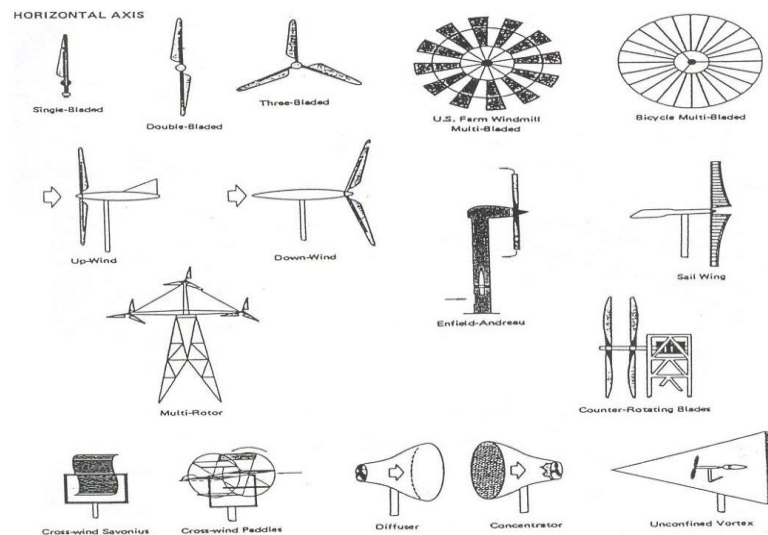 HORIZONTAL AXIS
Single-Bladed
Double-Bladed
Three-Bladed
U.S. Farm Windmill
Multi-Bladed
Bicycle Multi-Bladed
Up-Wind
Down-Wind
Enfield-Andreau
Sail Wing
Multi-Rotor
Counter-Rotating Blades
Cross-wind Savonius
Cross-wind Paddles
Diffuser
Concentrator
Unconfined Vortex